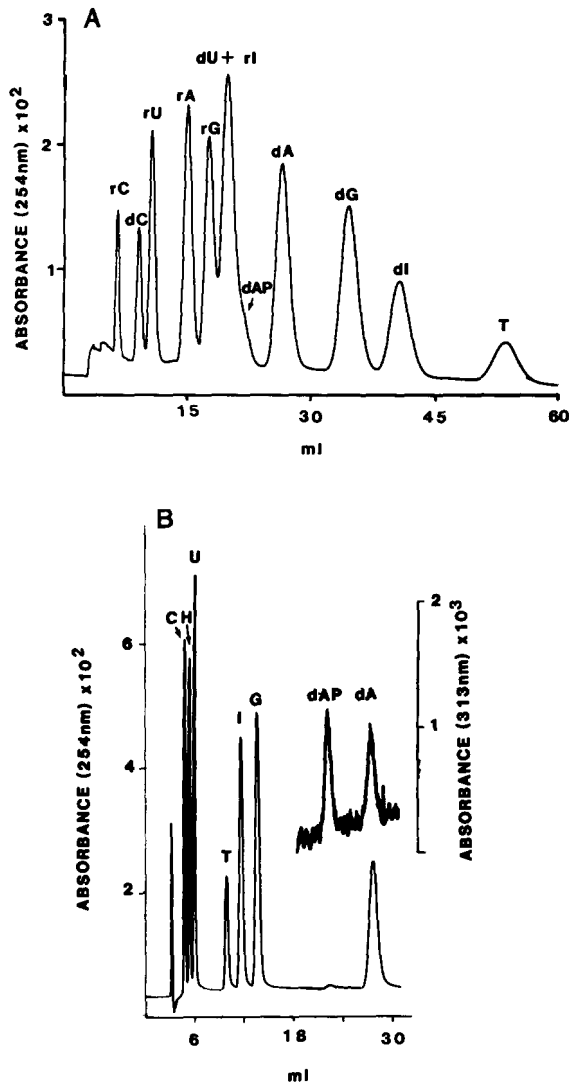 A
3
2
1
ABSORBANCE (254nm) x10²
rC
dC
rU
rA
rG
dU + rI
dAP
dA
dG
dI
T
15
30
45
60
ml
B
6
4
2
ABSORBANCE (254nm) x10²
C H
U
T
I
G
dAP
dA
2
1
ABSORBANCE (313nm) x10³
6
18
30
ml